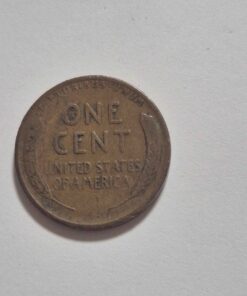 ONE
CENT
UNITED STATES
OF AMERICA